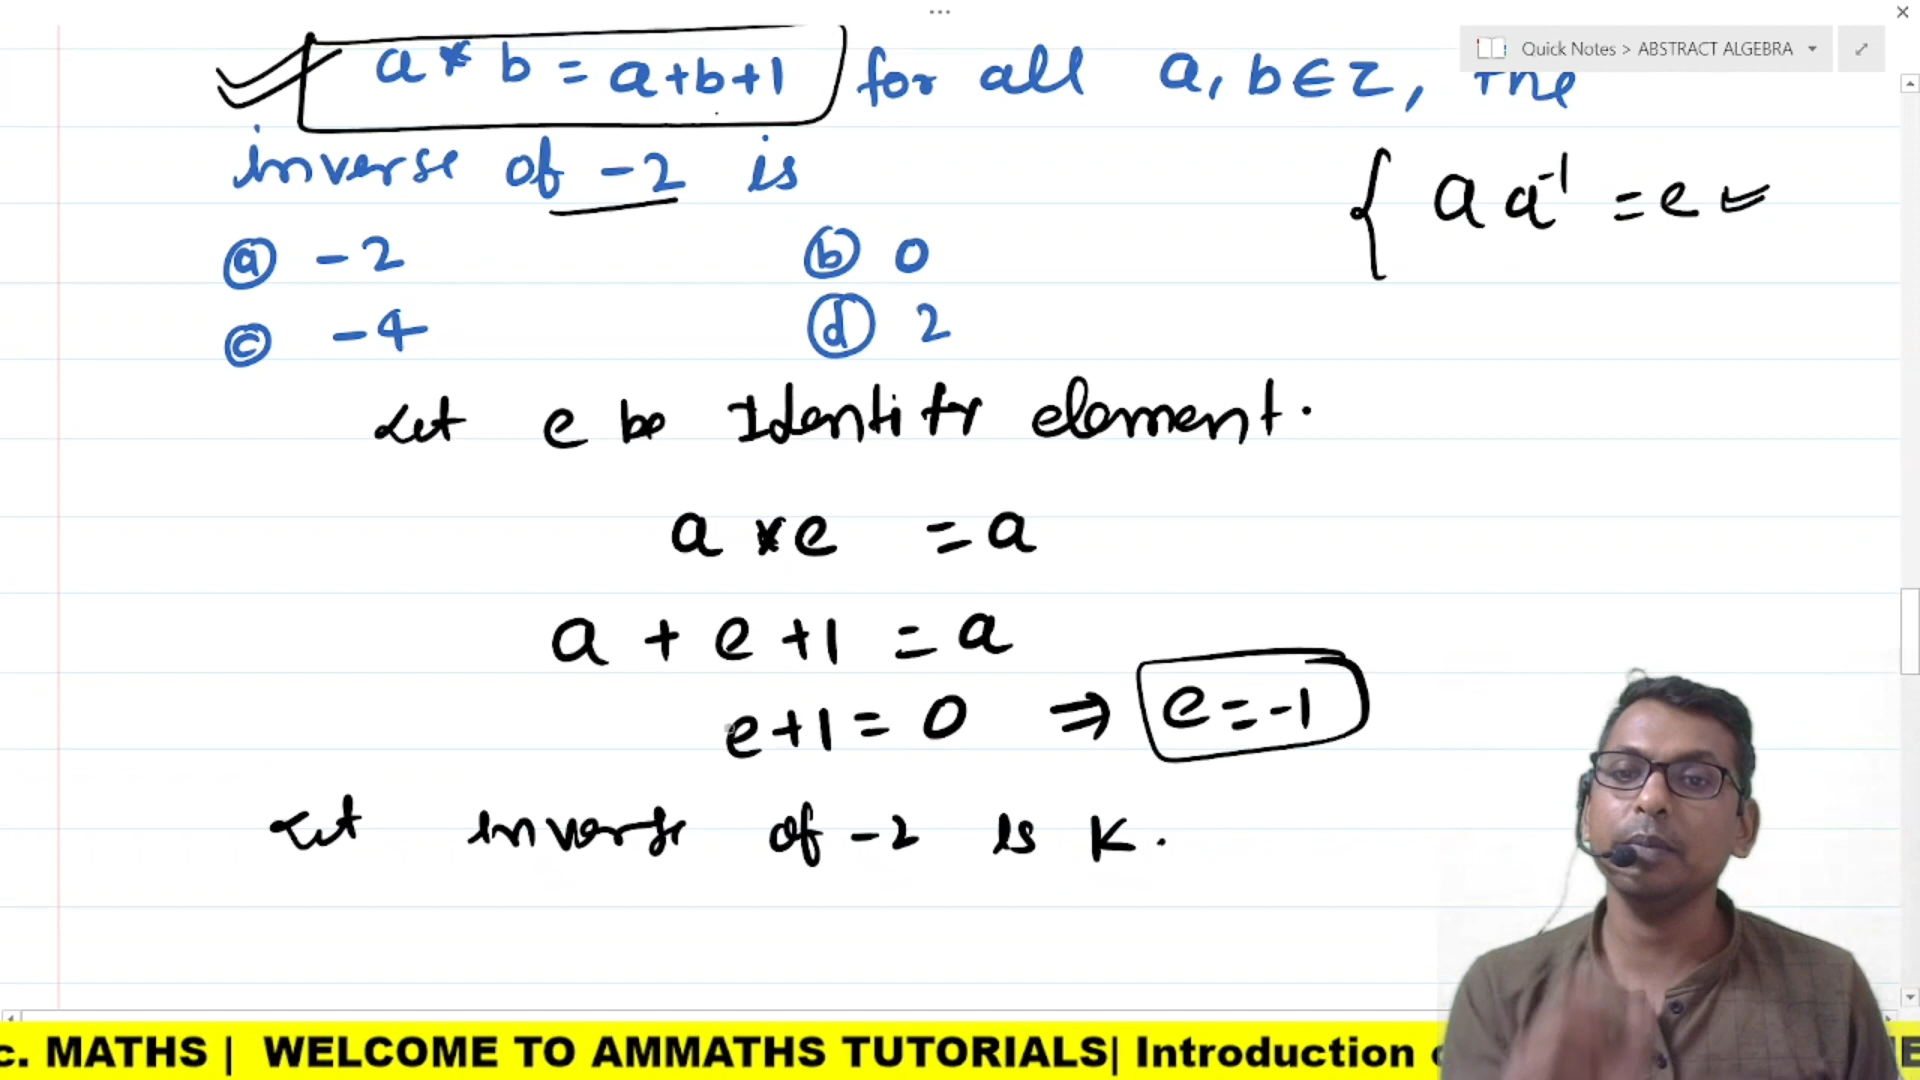 Quick Notes > ABSTRACT ALGEBRA
a * b = a+b+1 for all a, b ∈ Z, the
inverse of -2 is
a a⁻¹ = e
ⓐ -2 ⓑ 0
ⓒ -4 ⓓ 2
Let e be Identity element.
a * e = a
a + e + 1 = a
e+1 = 0 ⇒ e = -1
Let inverse of -2 is K.
c. MATHS | WELCOME TO AMMATHS TUTORIALS| Introduction